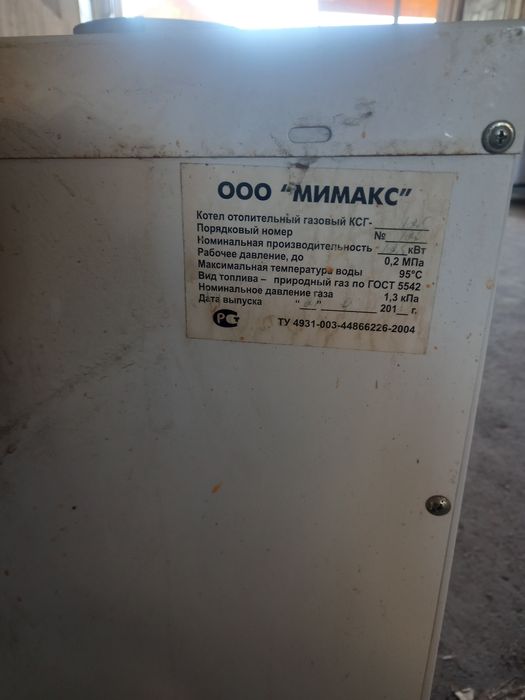 ООО "МИМАКС"
Котел отопительный газовый КСГ-
Порядковый номер №
Номинальная производительность - кВт
Рабочее давление, до 0,2 МПа
Максимальная температура воды 95°С
Вид топлива – природный газ по ГОСТ 5542
Номинальное давление газа 1,3 кПа
Дата выпуска " " 201 г.
РСТ ТУ 4931-003-44866226-2004